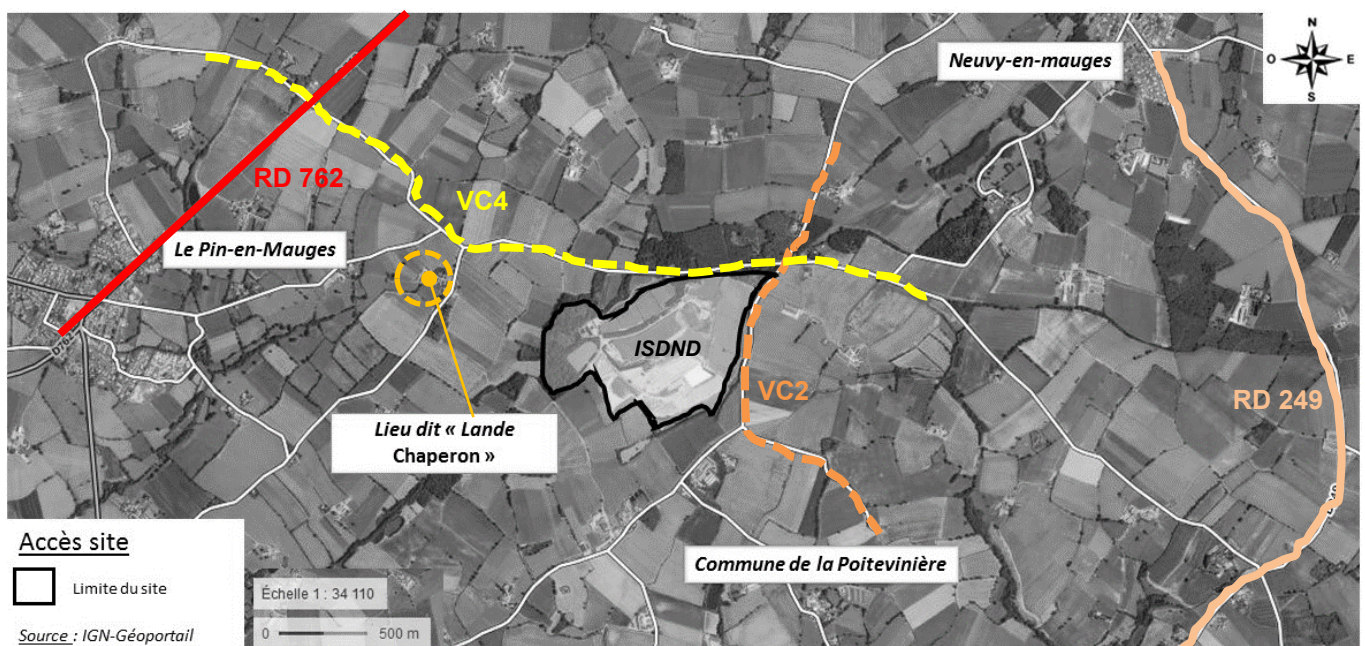 N
O
E
S
Neuvy-en-mauges
RD 762
VC4
Le Pin-en-Mauges
ISDND
VC2
RD 249
Lieu dit « Lande
Chaperon »
Commune de la Poitevinière
Accès site
Limite du site
Source : IGN-Géoportail
Échelle 1 : 34 110
0
500 m